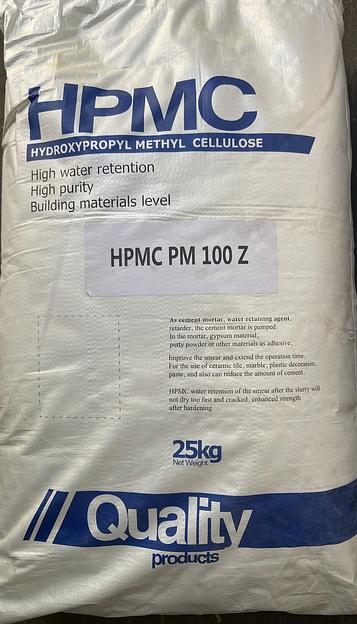 HPMC
HYDROXYPROPYL METHYL CELLULOSE
High water retention
High purity
Building materials level
HPMC PM 100 Z
As cement mortar, water retaining agent,
retarder, the cement mortar is pumped.
In the mortar, gypsum material,
putty powder or other materials as adhesive.
Improve the smear and extend the operation time.
For the use of ceramic tile, marble, plastic decoration,
paste, and also can reduce the amount of cement.
HPMC water retention of the smear after the slurry will
not dry too fast and cracked, enhanced strength
after hardening.
25kg
Net Weight
Quality
products